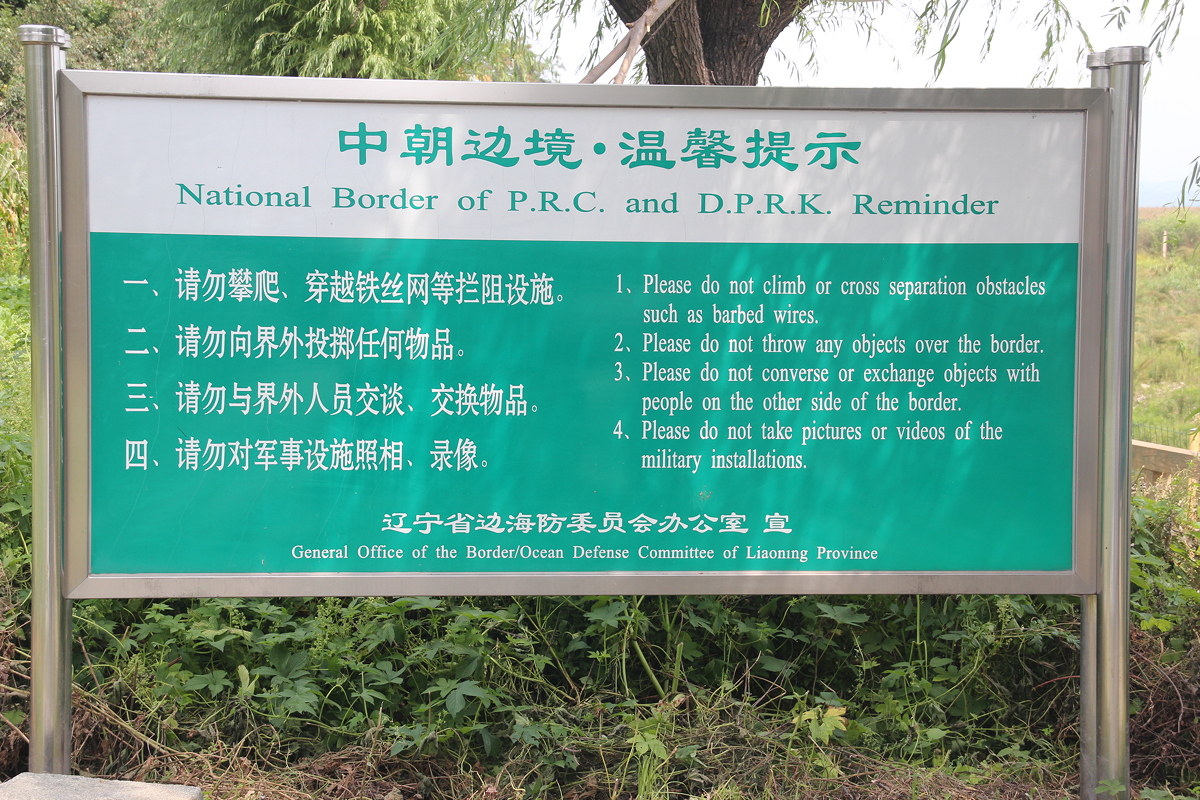 中朝边境·温馨提示
National Border of P.R.C. and D.P.R.K. Reminder
一、请勿攀爬、穿越铁丝网等拦阻设施。
二、请勿向界外投掷任何物品。
三、请勿与界外人员交谈、交换物品。
四、请勿对军事设施照相、录像。
1、Please do not climb or cross separation obstacles
such as barbed wires.
2、Please do not throw any objects over the border.
3、Please do not converse or exchange objects with
people on the other side of the border.
4、Please do not take pictures or videos of the
military installations.
辽宁省边海防委员会办公室 宣
General Office of the Border/Ocean Defense Committee of Liaoning Province